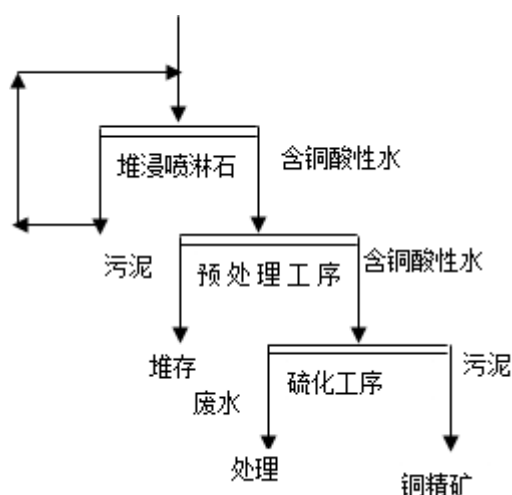 堆浸喷淋石
含铜酸性水
污泥
预处理工序
含铜酸性水
堆存
废水
硫化工序
污泥
处理
铜精矿